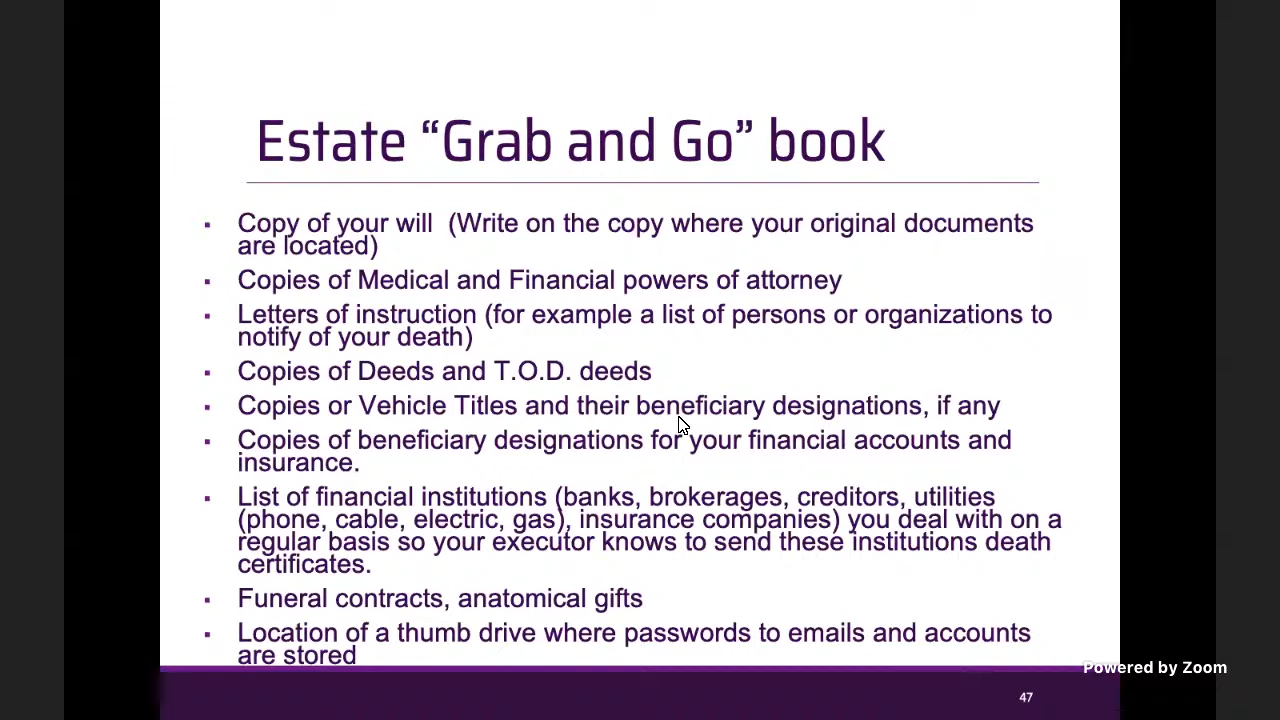 Estate “Grab and Go” book
▪ Copy of your will  (Write on the copy where your original documents
are located)
▪ Copies of Medical and Financial powers of attorney
▪ Letters of instruction (for example a list of persons or organizations to
notify of your death)
▪ Copies of Deeds and T.O.D. deeds
▪ Copies or Vehicle Titles and their beneficiary designations, if any
▪ Copies of beneficiary designations for your financial accounts and
insurance.
▪ List of financial institutions (banks, brokerages, creditors, utilities
(phone, cable, electric, gas), insurance companies) you deal with on a
regular basis so your executor knows to send these institutions death
certificates.
▪ Funeral contracts, anatomical gifts
▪ Location of a thumb drive where passwords to emails and accounts
are stored
Powered by Zoom
47